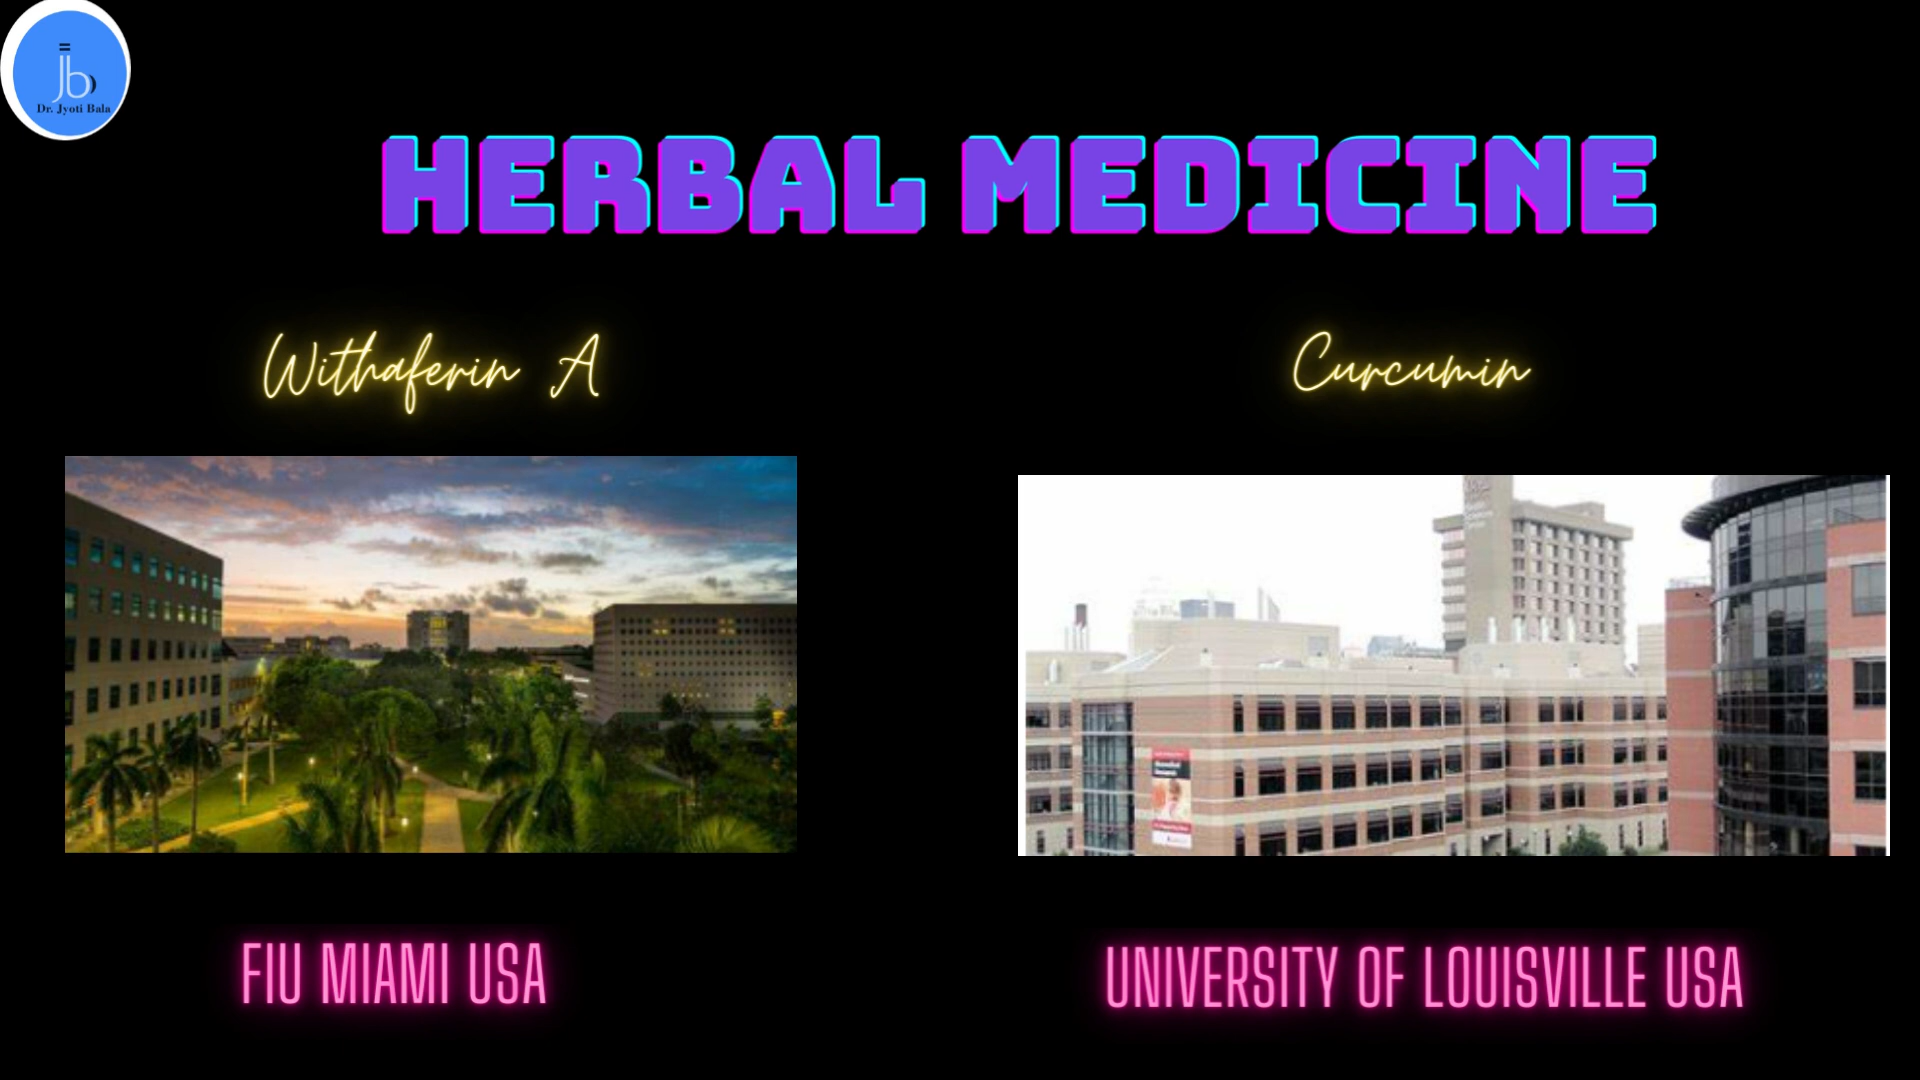 Dr. Jyoti Bala
HERBAL MEDICINE
Withaferin A
Curcumin
FIU MIAMI USA
UNIVERSITY OF LOUISVILLE USA